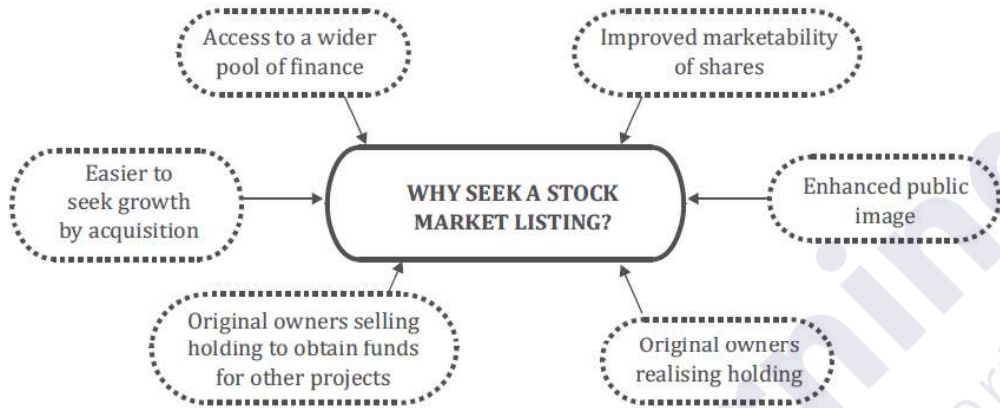 Access to a wider
pool of finance
Improved marketability
of shares
Easier to
seek growth
by acquisition
WHY SEEK A STOCK
MARKET LISTING?
Enhanced public
image
Original owners selling
holding to obtain funds
for other projects
Original owners
realising holding